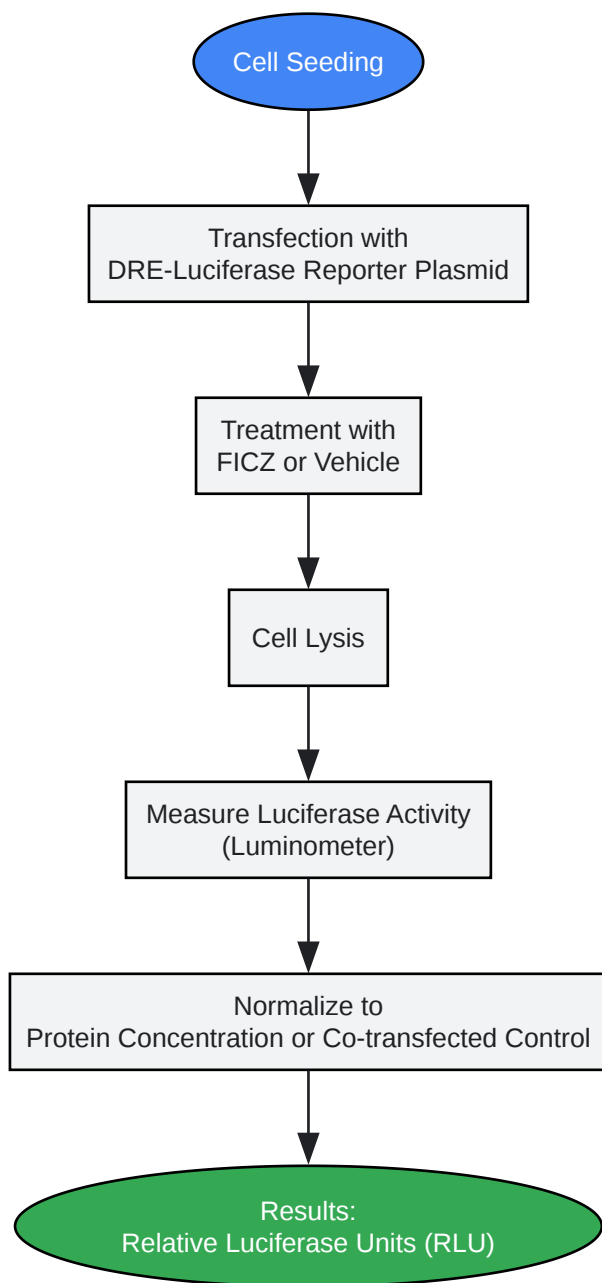 Cell Seeding
Transfection with
DRE-Luciferase Reporter Plasmid
Treatment with
FICZ or Vehicle
Cell Lysis
Measure Luciferase Activity
(Luminometer)
Normalize to
Protein Concentration or Co-transfected Control
Results:
Relative Luciferase Units (RLU)